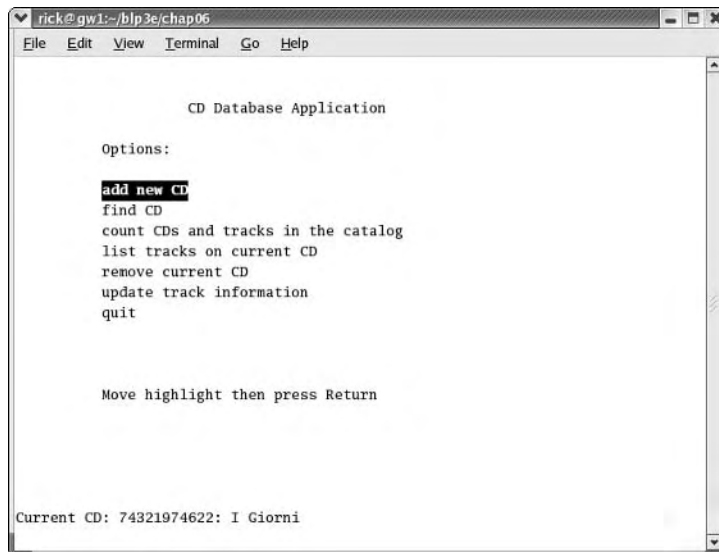 rick@gw1:~/blp3e/chap06
File Edit View Terminal Go Help
CD Database Application
Options:
add new CD
find CD
count CDs and tracks in the catalog
list tracks on current CD
remove current CD
update track information
quit
Move highlight then press Return
Current CD: 74321974622: I Giorni